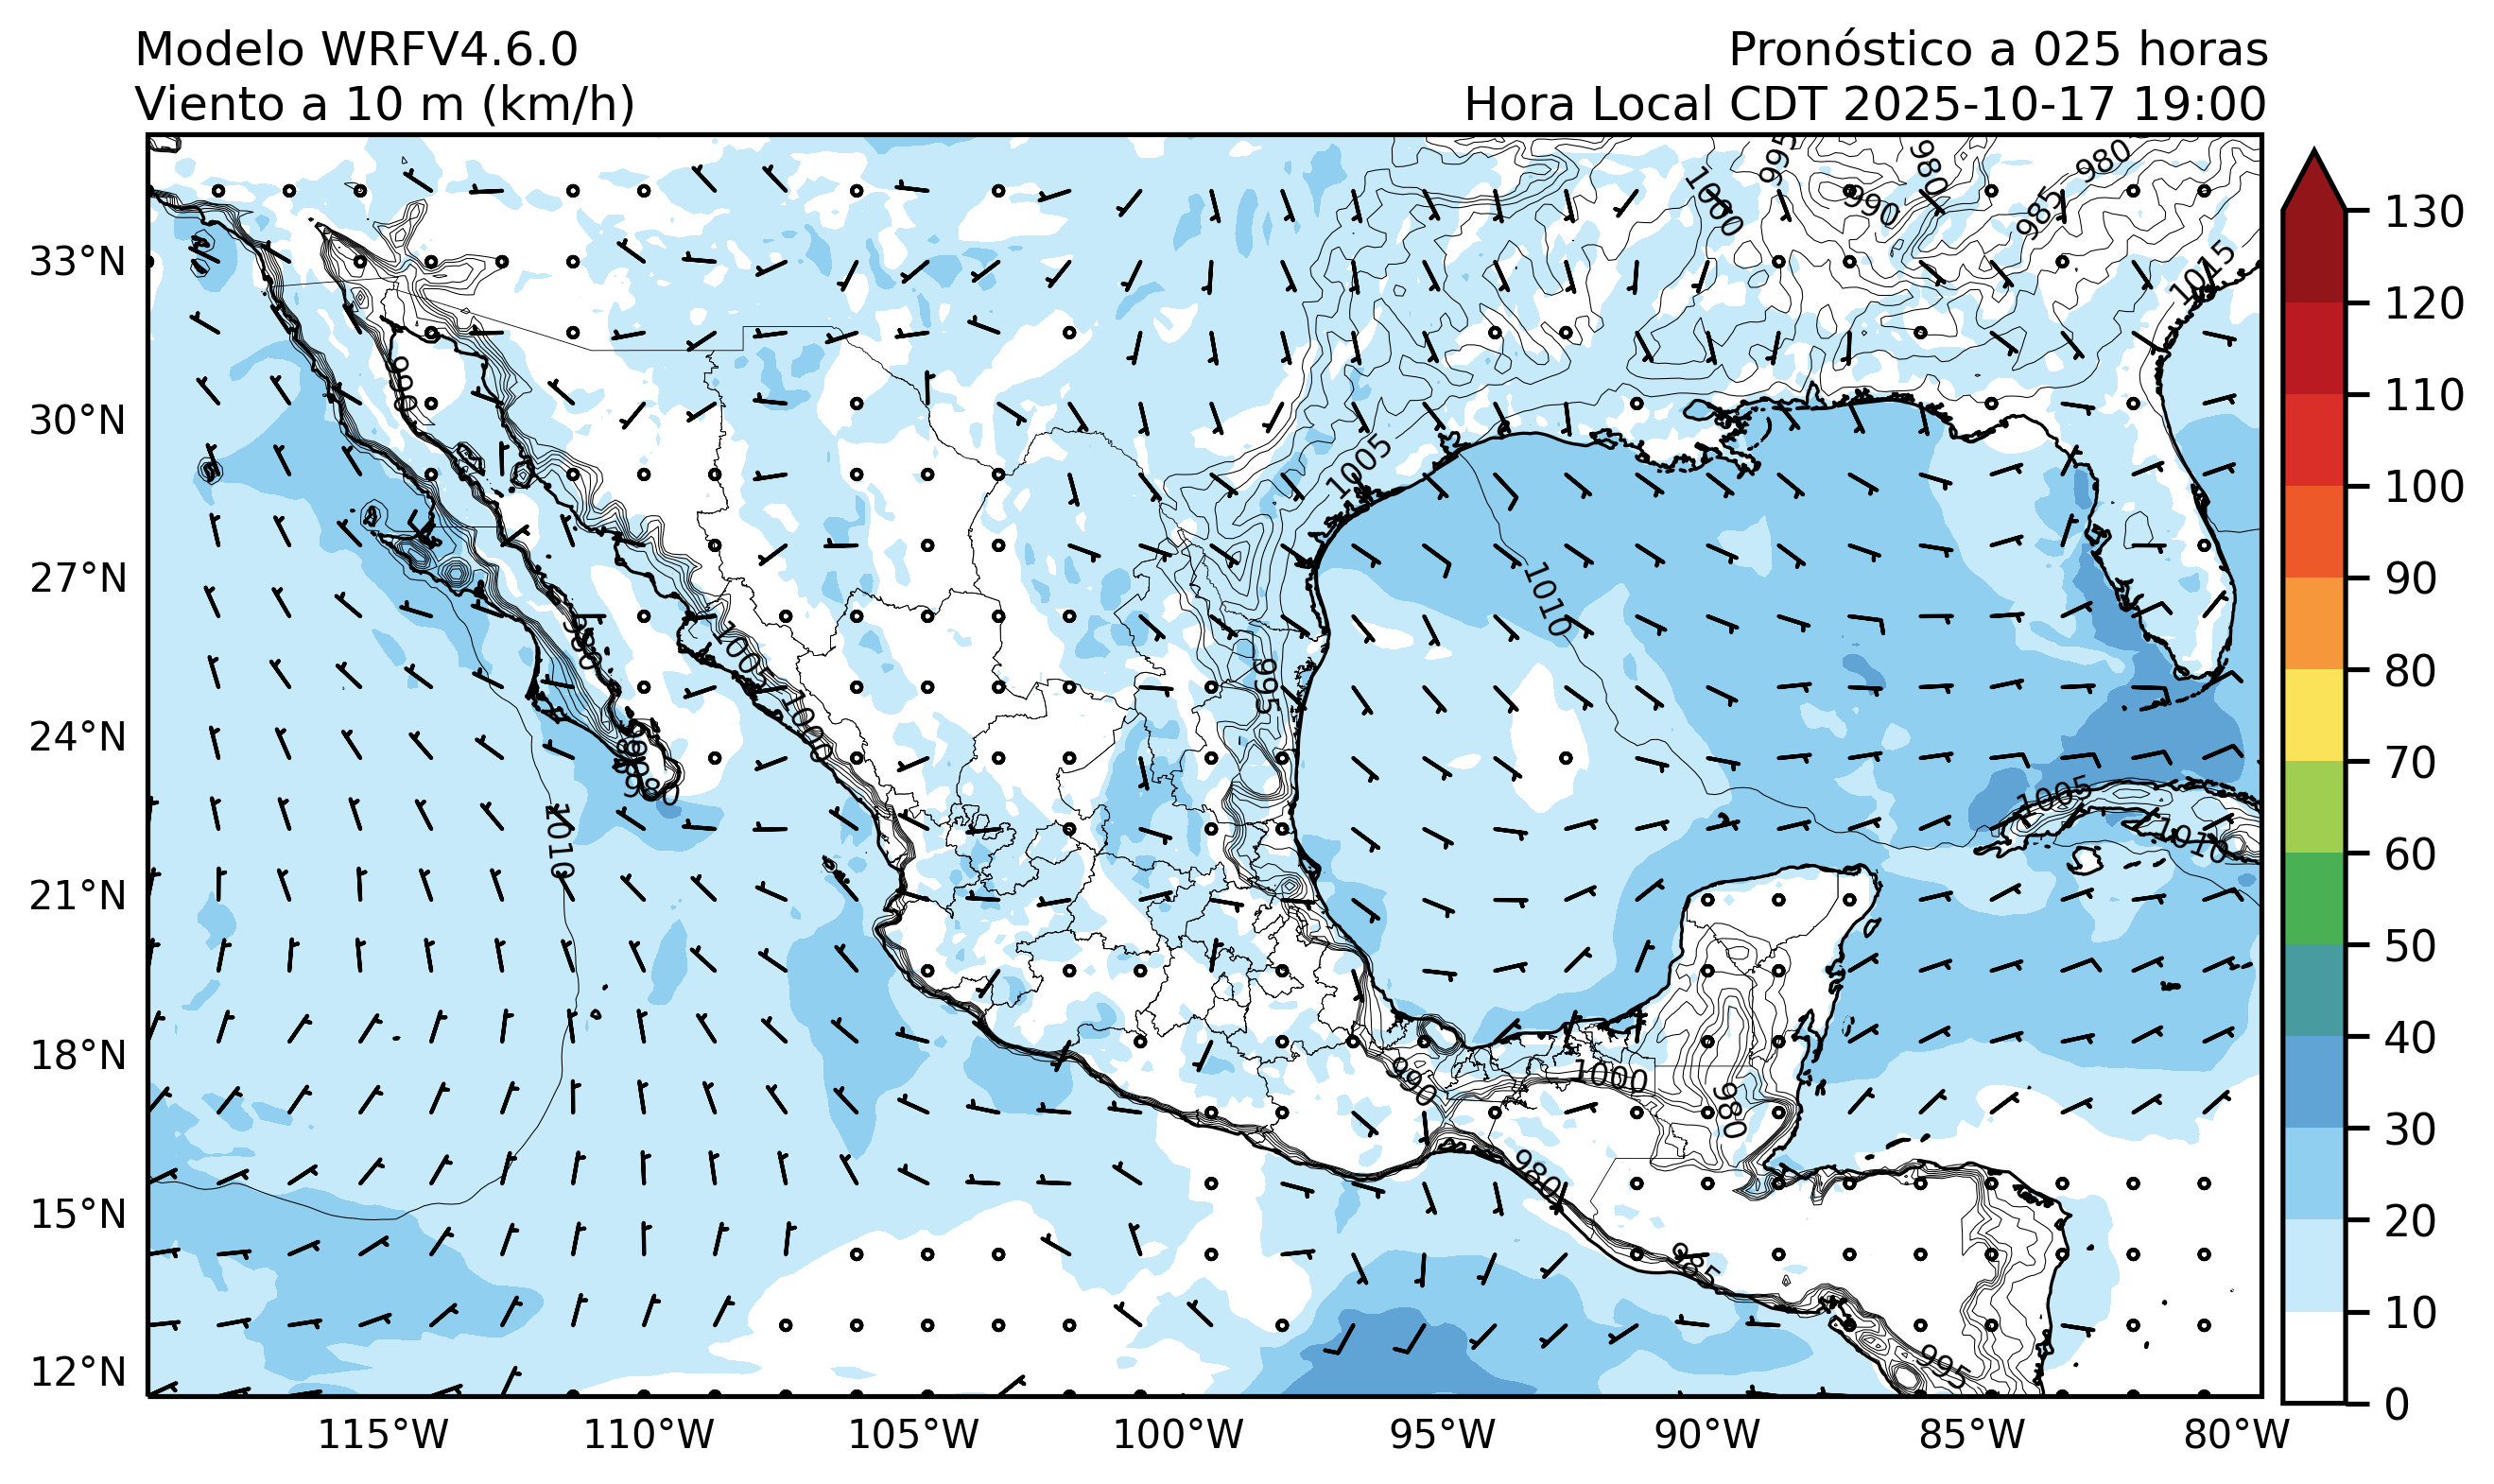 Modelo WRFV4.6.0
Pronóstico a 025 horas
Viento a 10 m (km/h)
Hora Local CDT 2025-10-17 19:00
33°N
30°N
27°N
24°N
21°N
18°N
15°N
12°N
115°W
110°W
105°W
100°W
95°W
90°W
85°W
80°W
130
120
110
100
90
80
70
60
50
40
30
20
10
0
995
980
980
1000
990
985
1015
990
1005
1010
1005
995
1000
980
1005
1010
1010
990
1000
980
980
985
995